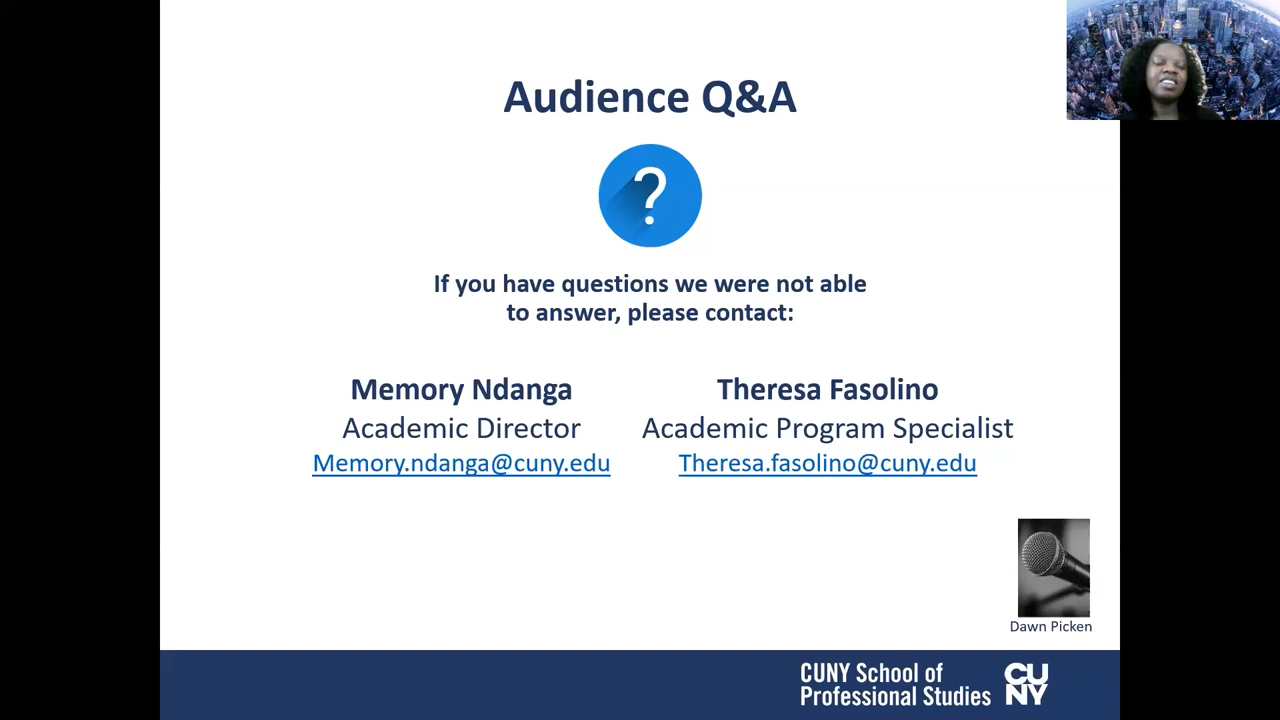 Audience Q&A
?
If you have questions we were not able
to answer, please contact:
Memory Ndanga
Academic Director
Memory.ndanga@cuny.edu
Theresa Fasolino
Academic Program Specialist
Theresa.fasolino@cuny.edu
Dawn Picken
CUNY School of
Professional Studies
CU
NY